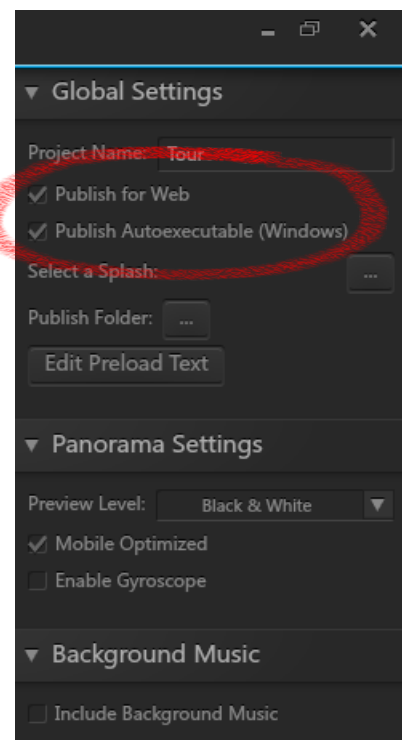 Global Settings
Project Name: Tour
Publish for Web
Publish Autoexecutable (Windows)
Select a Splash: ...
Publish Folder: ...
Edit Preload Text
Panorama Settings
Preview Level: Black & White
Mobile Optimized
Enable Gyroscope
Background Music
Include Background Music